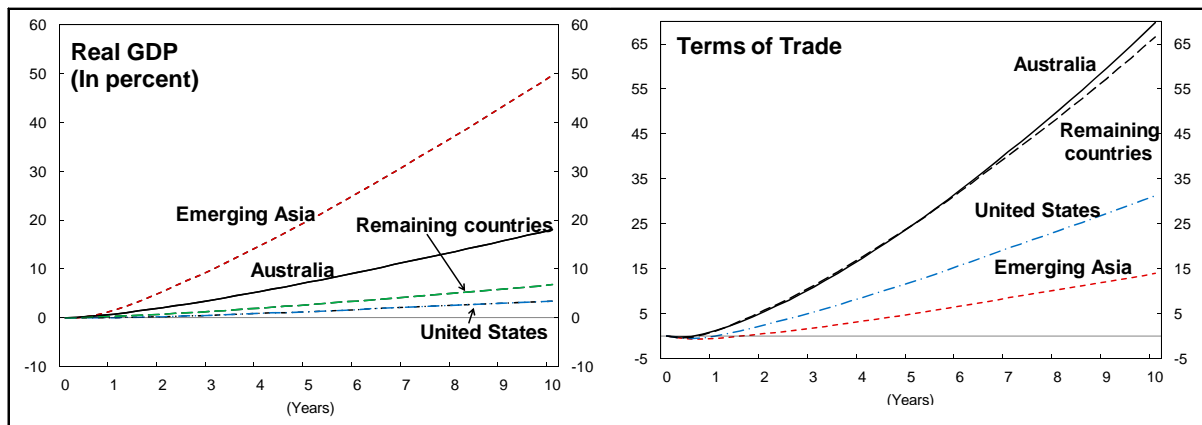 Real GDP
(In percent)
60
50
40
30
20
10
0
-10
60
50
40
30
20
10
0
-10
Emerging Asia
Remaining countries
Australia
United States
0 1 2 3 4 5 6 7 8 9 10
(Years)
Terms of Trade
65
55
45
35
25
15
5
-5
65
55
45
35
25
15
5
-5
Australia
Remaining
countries
United States
Emerging Asia
0 1 2 3 4 5 6 7 8 9 10
(Years)